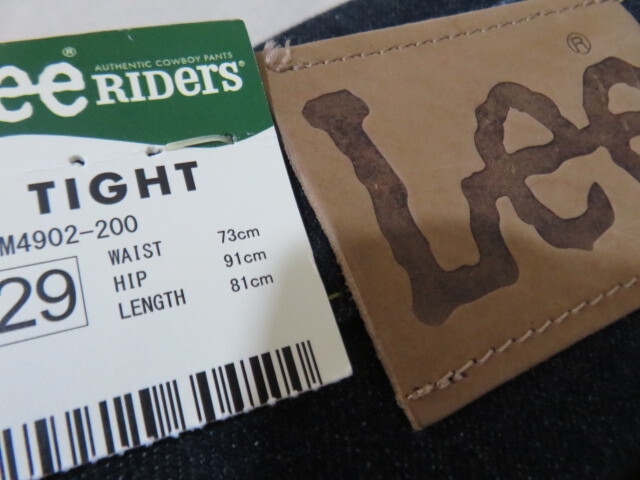 ee®
AUTHENTIC COWBOY PANTS
RIDERS®
TIGHT
M4902-200
29
WAIST 73cm
HIP 91cm
LENGTH 81cm
Lee
®